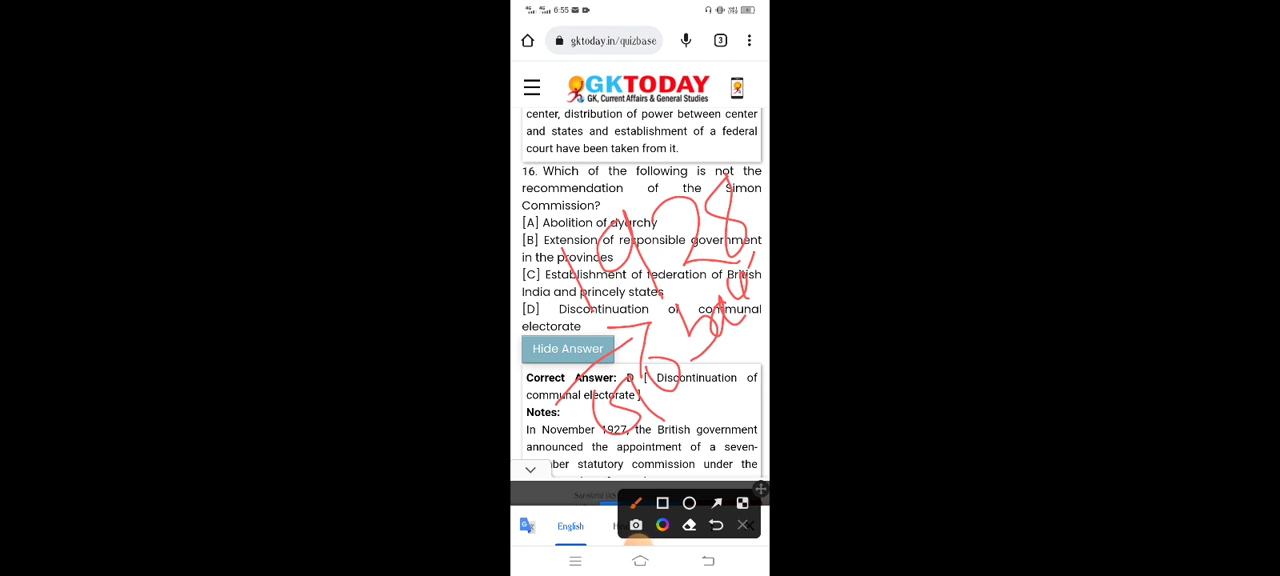 6:55
gktoday.in/quizbase
3
GKTODAY
GK, Current Affairs & General Studies
center, distribution of power between center
and states and establishment of a federal
court have been taken from it.
16. Which of the following is not the
recommendation of the Simon
Commission?
[A] Abolition of dyarchy
[B] Extension of responsible government
in the provinces
[C] Establishment of federation of British
India and princely states
[D] Discontinuation of communal
electorate
Hide Answer
Correct Answer: D [ Discontinuation of
communal electorate ]
Notes:
In November 1927, the British government
announced the appointment of a seven-
statutory commission under the
1928
English